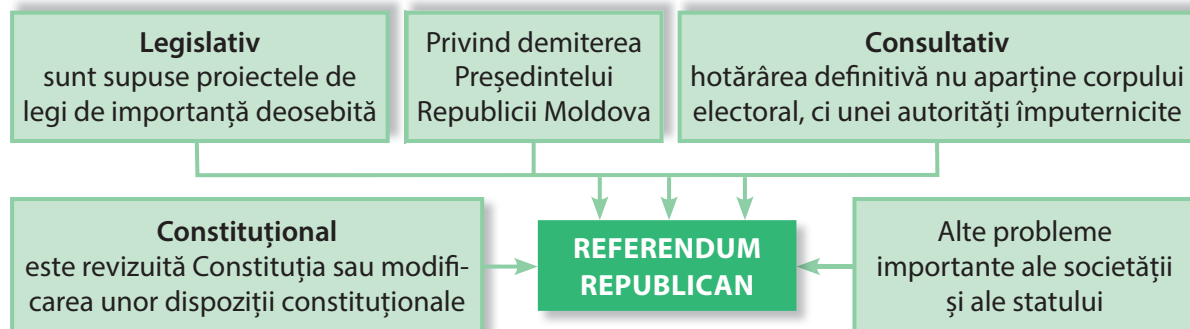 Legislativ
sunt supuse proiectele de
legi de importanță deosebită
Privind demiterea
Președintelui
Republicii Moldova
Consultativ
hotărârea definitivă nu aparține corpului
electoral, ci unei autorități împuternicite
Constituțional
este revizuită Constituția sau modifi-
carea unor dispoziții constituționale
REFERENDUM
REPUBLICAN
Alte probleme
importante ale societății
și ale statului